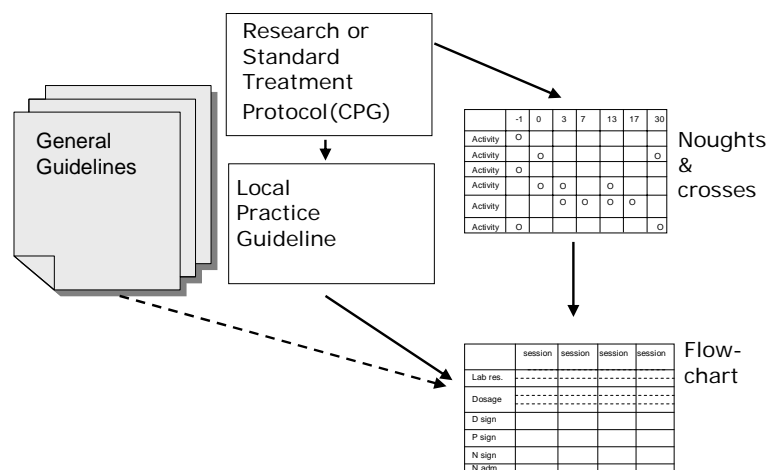 Research or
Standard
Treatment
Protocol(CPG)
General
Guidelines
Local
Practice
Guideline
-1 0 3 7 13 17 30
Activity O
Activity O O
Activity O
Activity O O O
Activity O O O O
Activity O O
Noughts
&
crosses
session session session session
Lab res.
Dosage
D sign
P sign
N sign
N adm
Flow-
chart